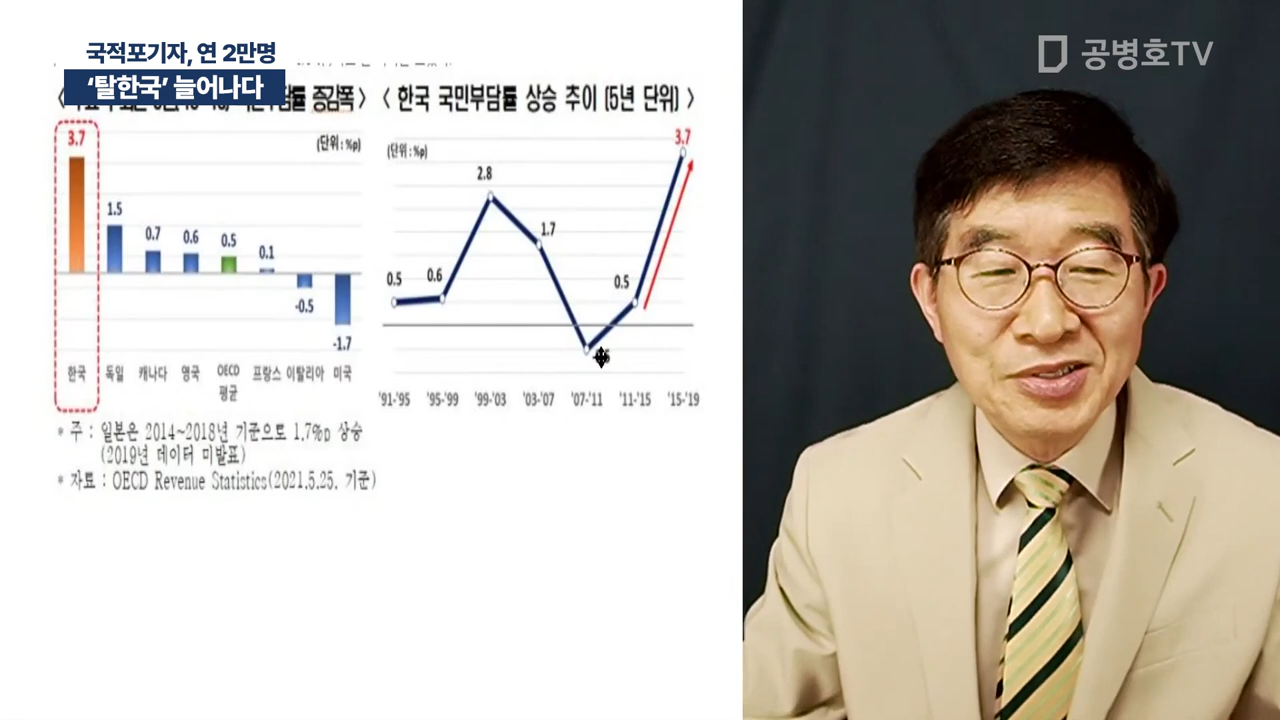 국적포기자, 연 2만명
‘탈한국’ 늘어나다
공병호TV
증감폭 >
< 한국 국민부담률 상승 추이 (5년 단위) >
(단위 : %p)
3.7
1.5
0.7
0.6
0.5
0.1
-0.5
-1.7
한국
독일
캐나다
영국
OECD
평균
프랑스
이탈리아
미국
(단위 : %p)
0.5
0.6
2.8
1.7
0.5
3.7
'91-'95
'95-'99
'99-'03
'03-'07
'07-'11
'11-'15
'15-'19
* 주 : 일본은 2014~2018년 기준으로 1.7%p 상승
(2019년 데이터 미발표)
* 자료 : OECD Revenue Statistics(2021.5.25. 기준)